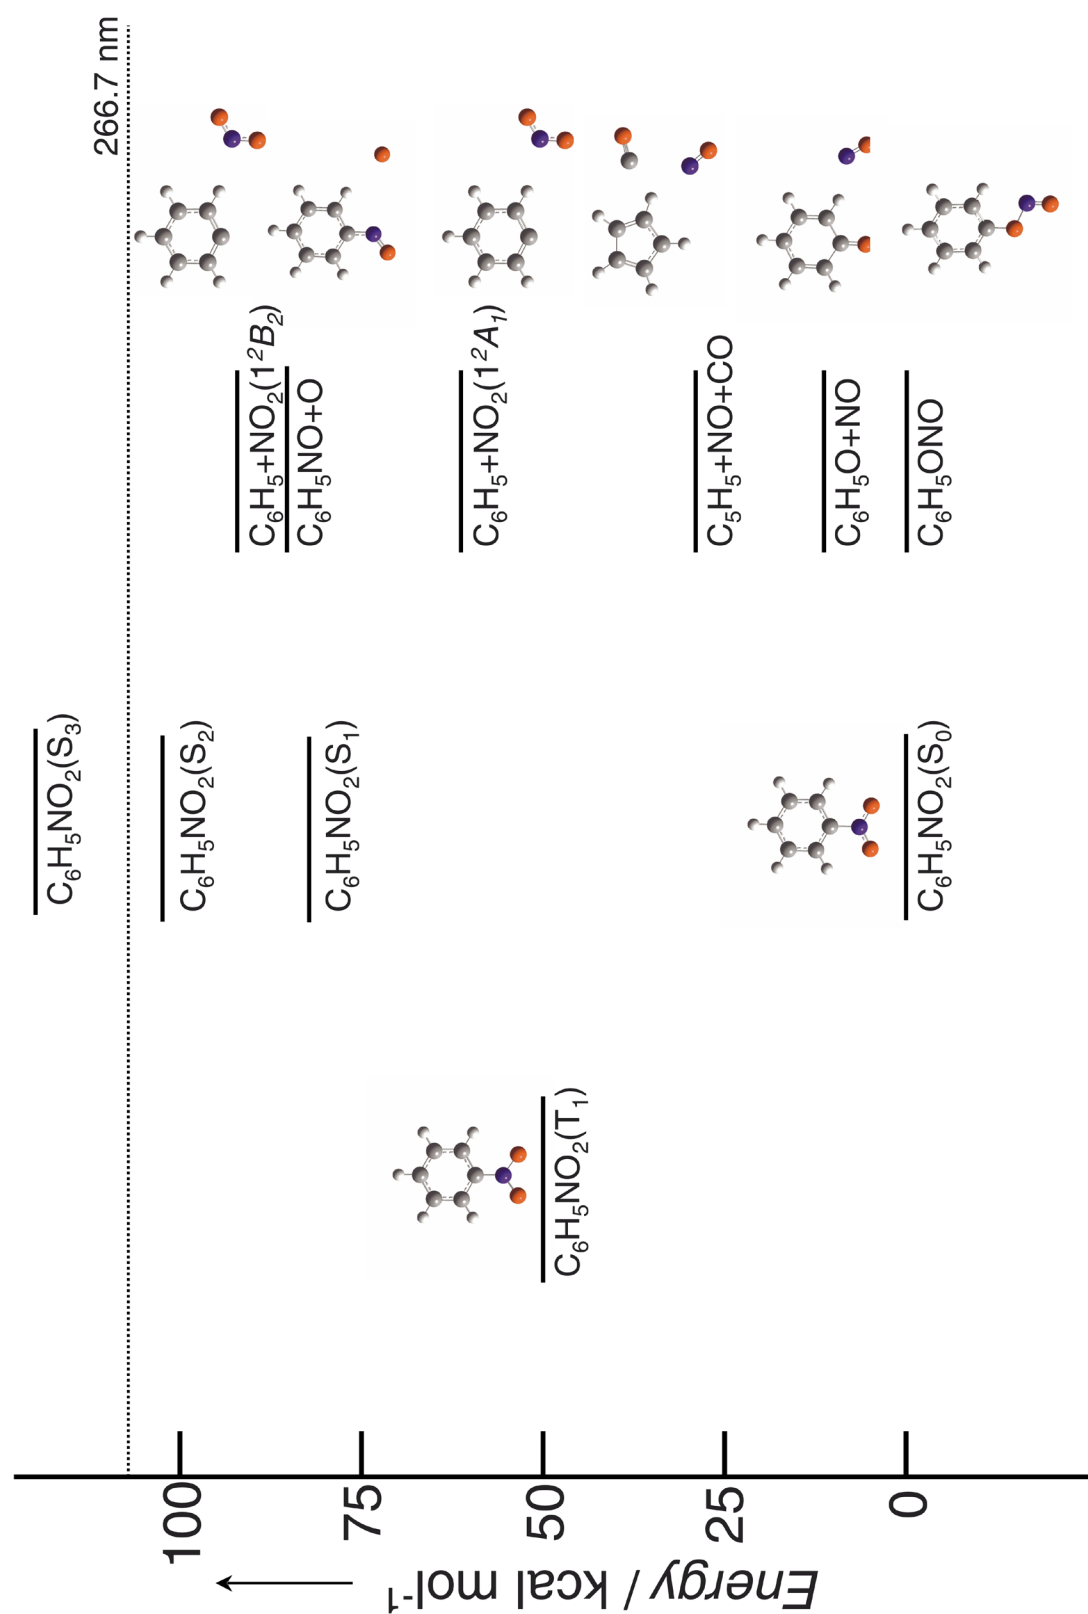 Energy / kcal mol⁻¹
100
75
50
25
0
266.7 nm
C₆H₅NO₂(T₁)
C₆H₅NO₂(S₃)
C₆H₅NO₂(S₂)
C₆H₅NO₂(S₁)
C₆H₅NO₂(S₀)
C₆H₅+NO₂(1²B₂)
C₆H₅NO+O
C₆H₅+NO₂(1²A₁)
C₅H₅+NO+CO
C₆H₅O+NO
C₆H₅ONO